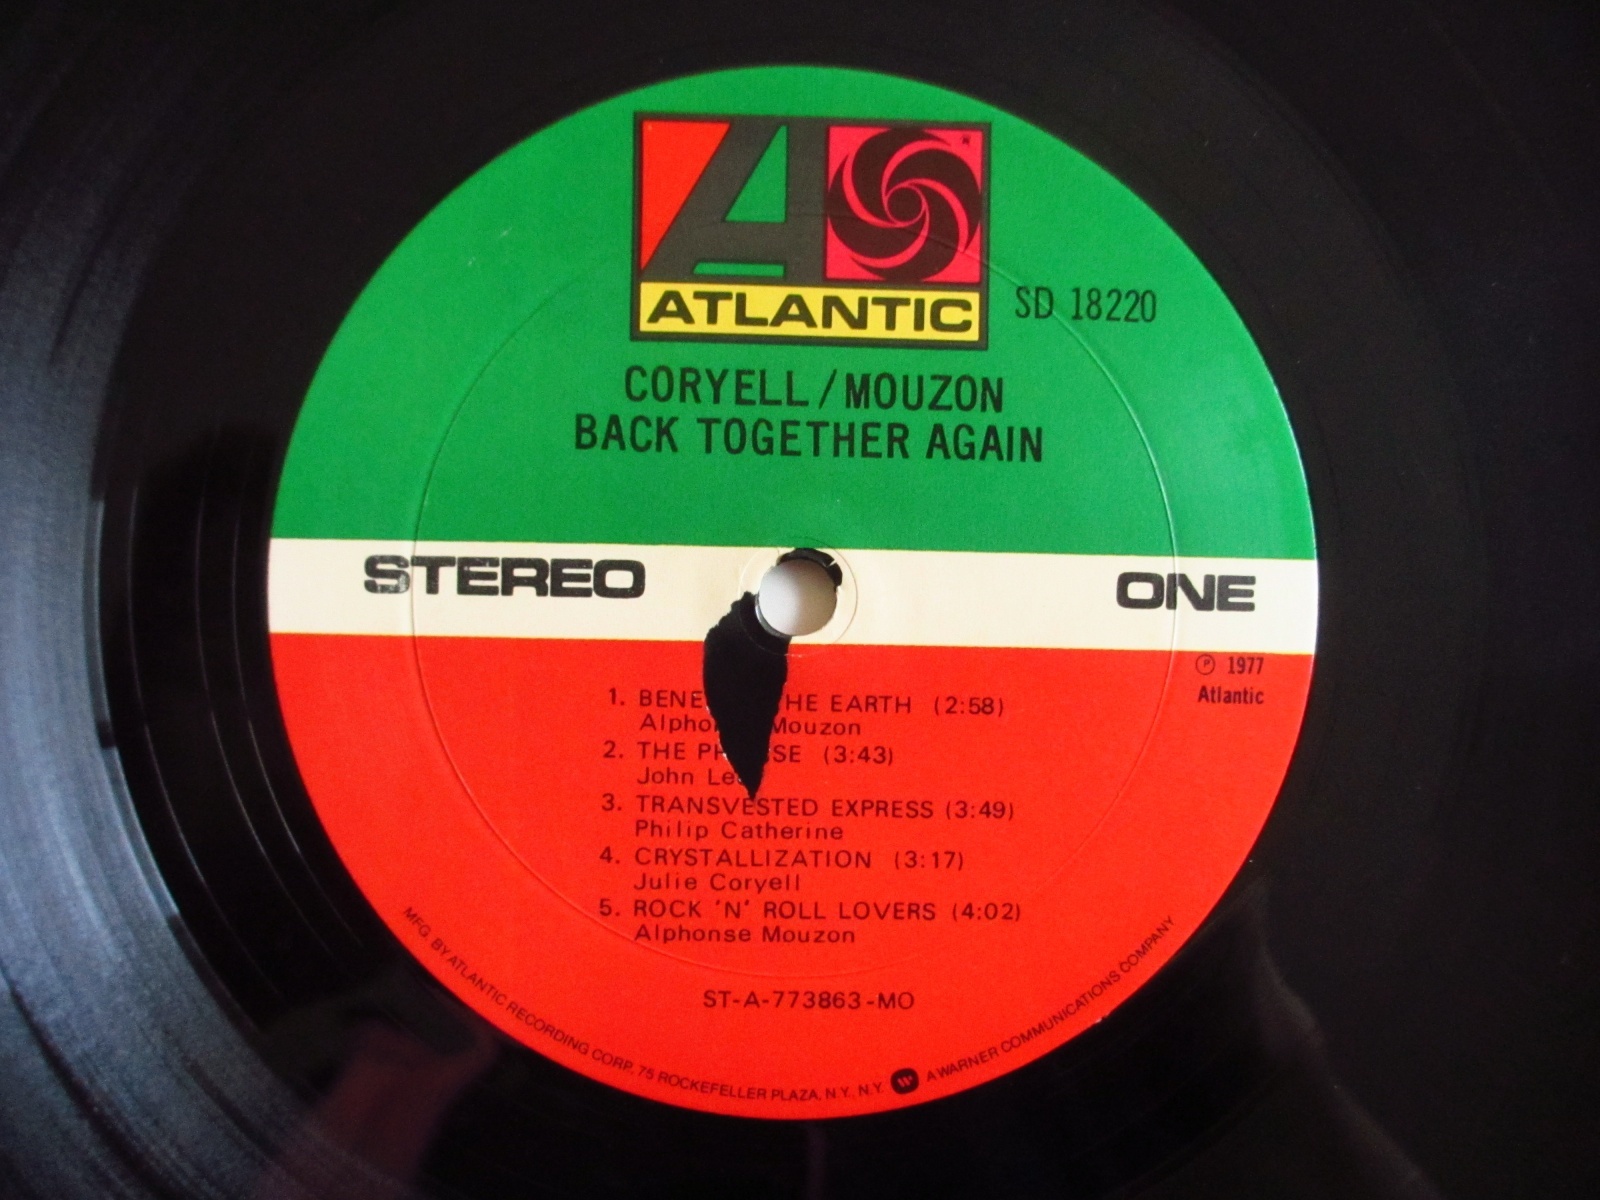 ATLANTIC
SD 18220
CORYELL/MOUZON
BACK TOGETHER AGAIN
STEREO
ONE
℗ 1977
Atlantic
1. BENE HE EARTH (2:58)
Alpho Mouzon
2. THE PH SE (3:43)
John Le
3. TRANSVESTED EXPRESS (3:49)
Philip Catherine
4. CRYSTALLIZATION (3:17)
Julie Coryell
5. ROCK 'N' ROLL LOVERS (4:02)
Alphonse Mouzon
ST-A-773863-MO
MFG. BY ATLANTIC RECORDING CORP. 75 ROCKEFELLER PLAZA, N.Y. N.Y. A WARNER COMMUNICATIONS COMPANY